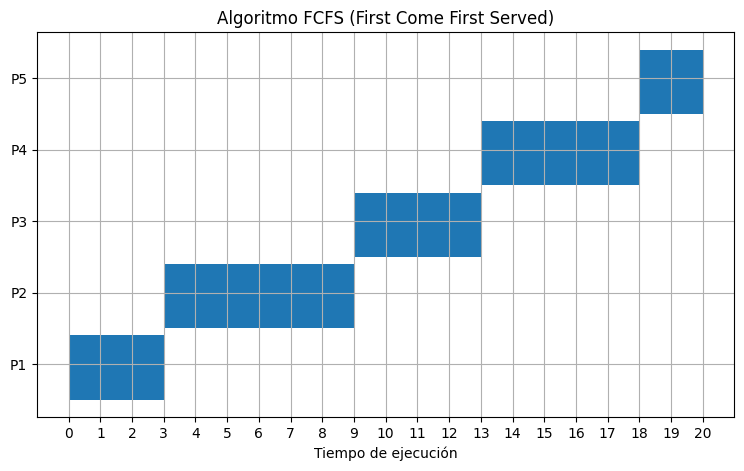 Algoritmo FCFS (First Come First Served)
P5
P4
P3
P2
P1
0 1 2 3 4 5 6 7 8 9 10 11 12 13 14 15 16 17 18 19 20
Tiempo de ejecución